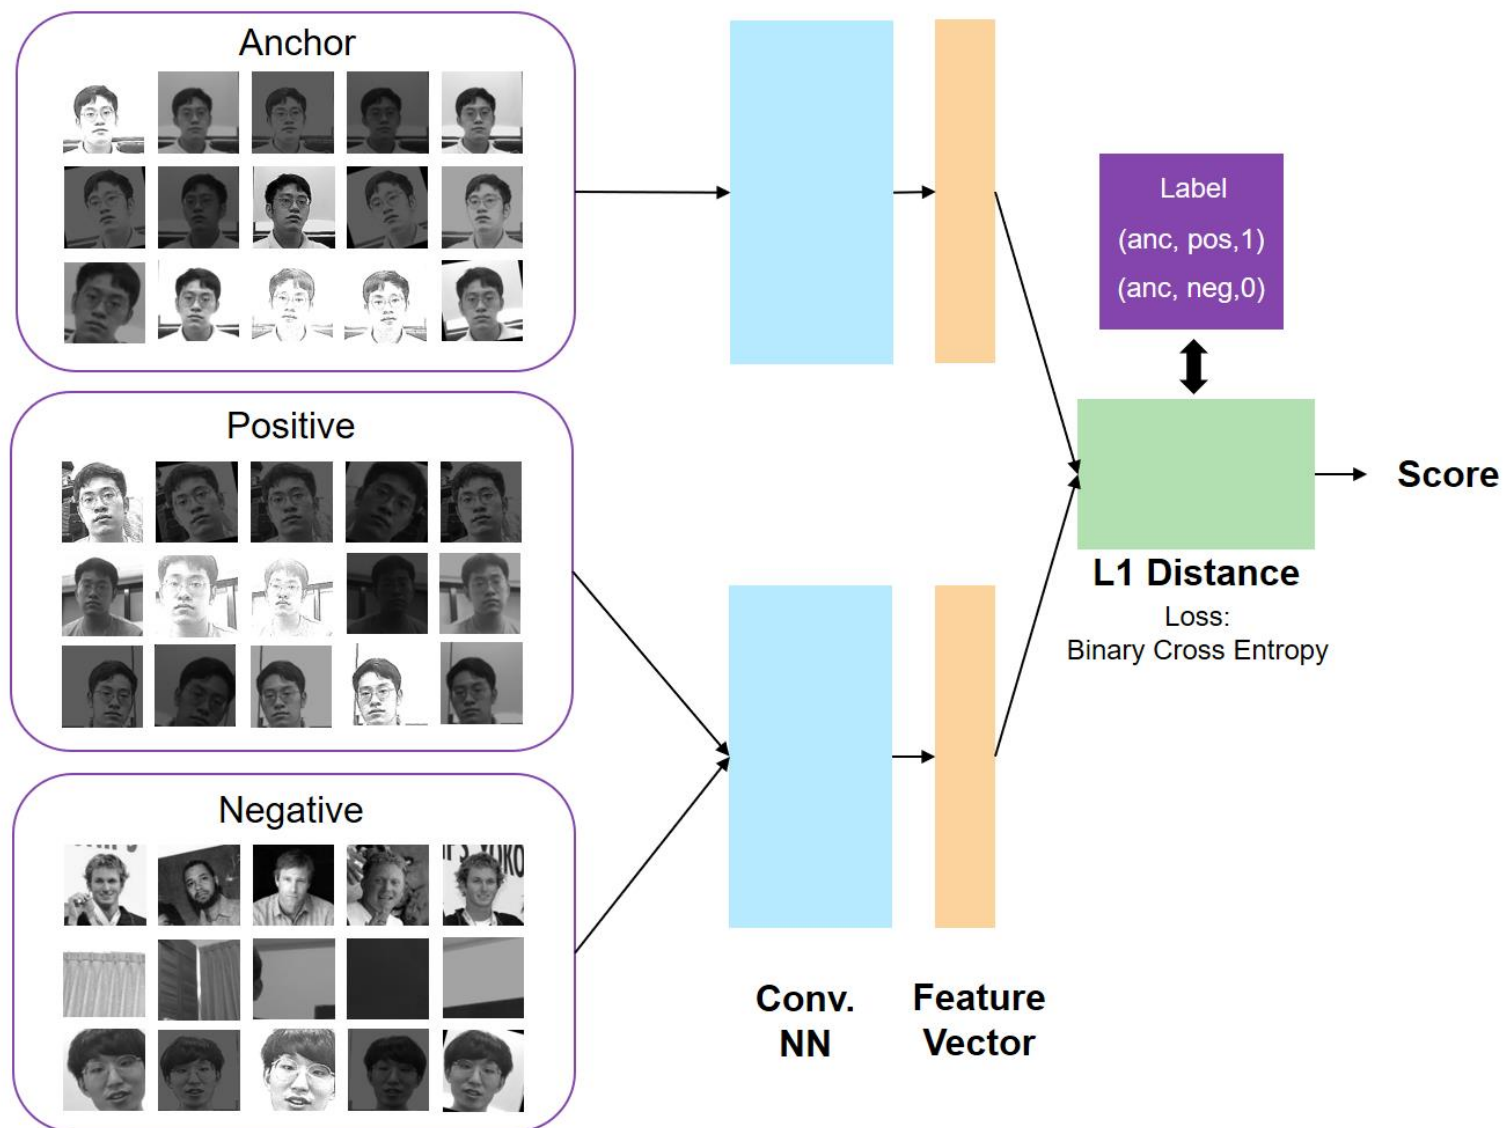 Anchor
Positive
Negative
Conv.
NN
Feature
Vector
Label
(anc, pos,1)
(anc, neg,0)
L1 Distance
Loss:
Binary Cross Entropy
Score